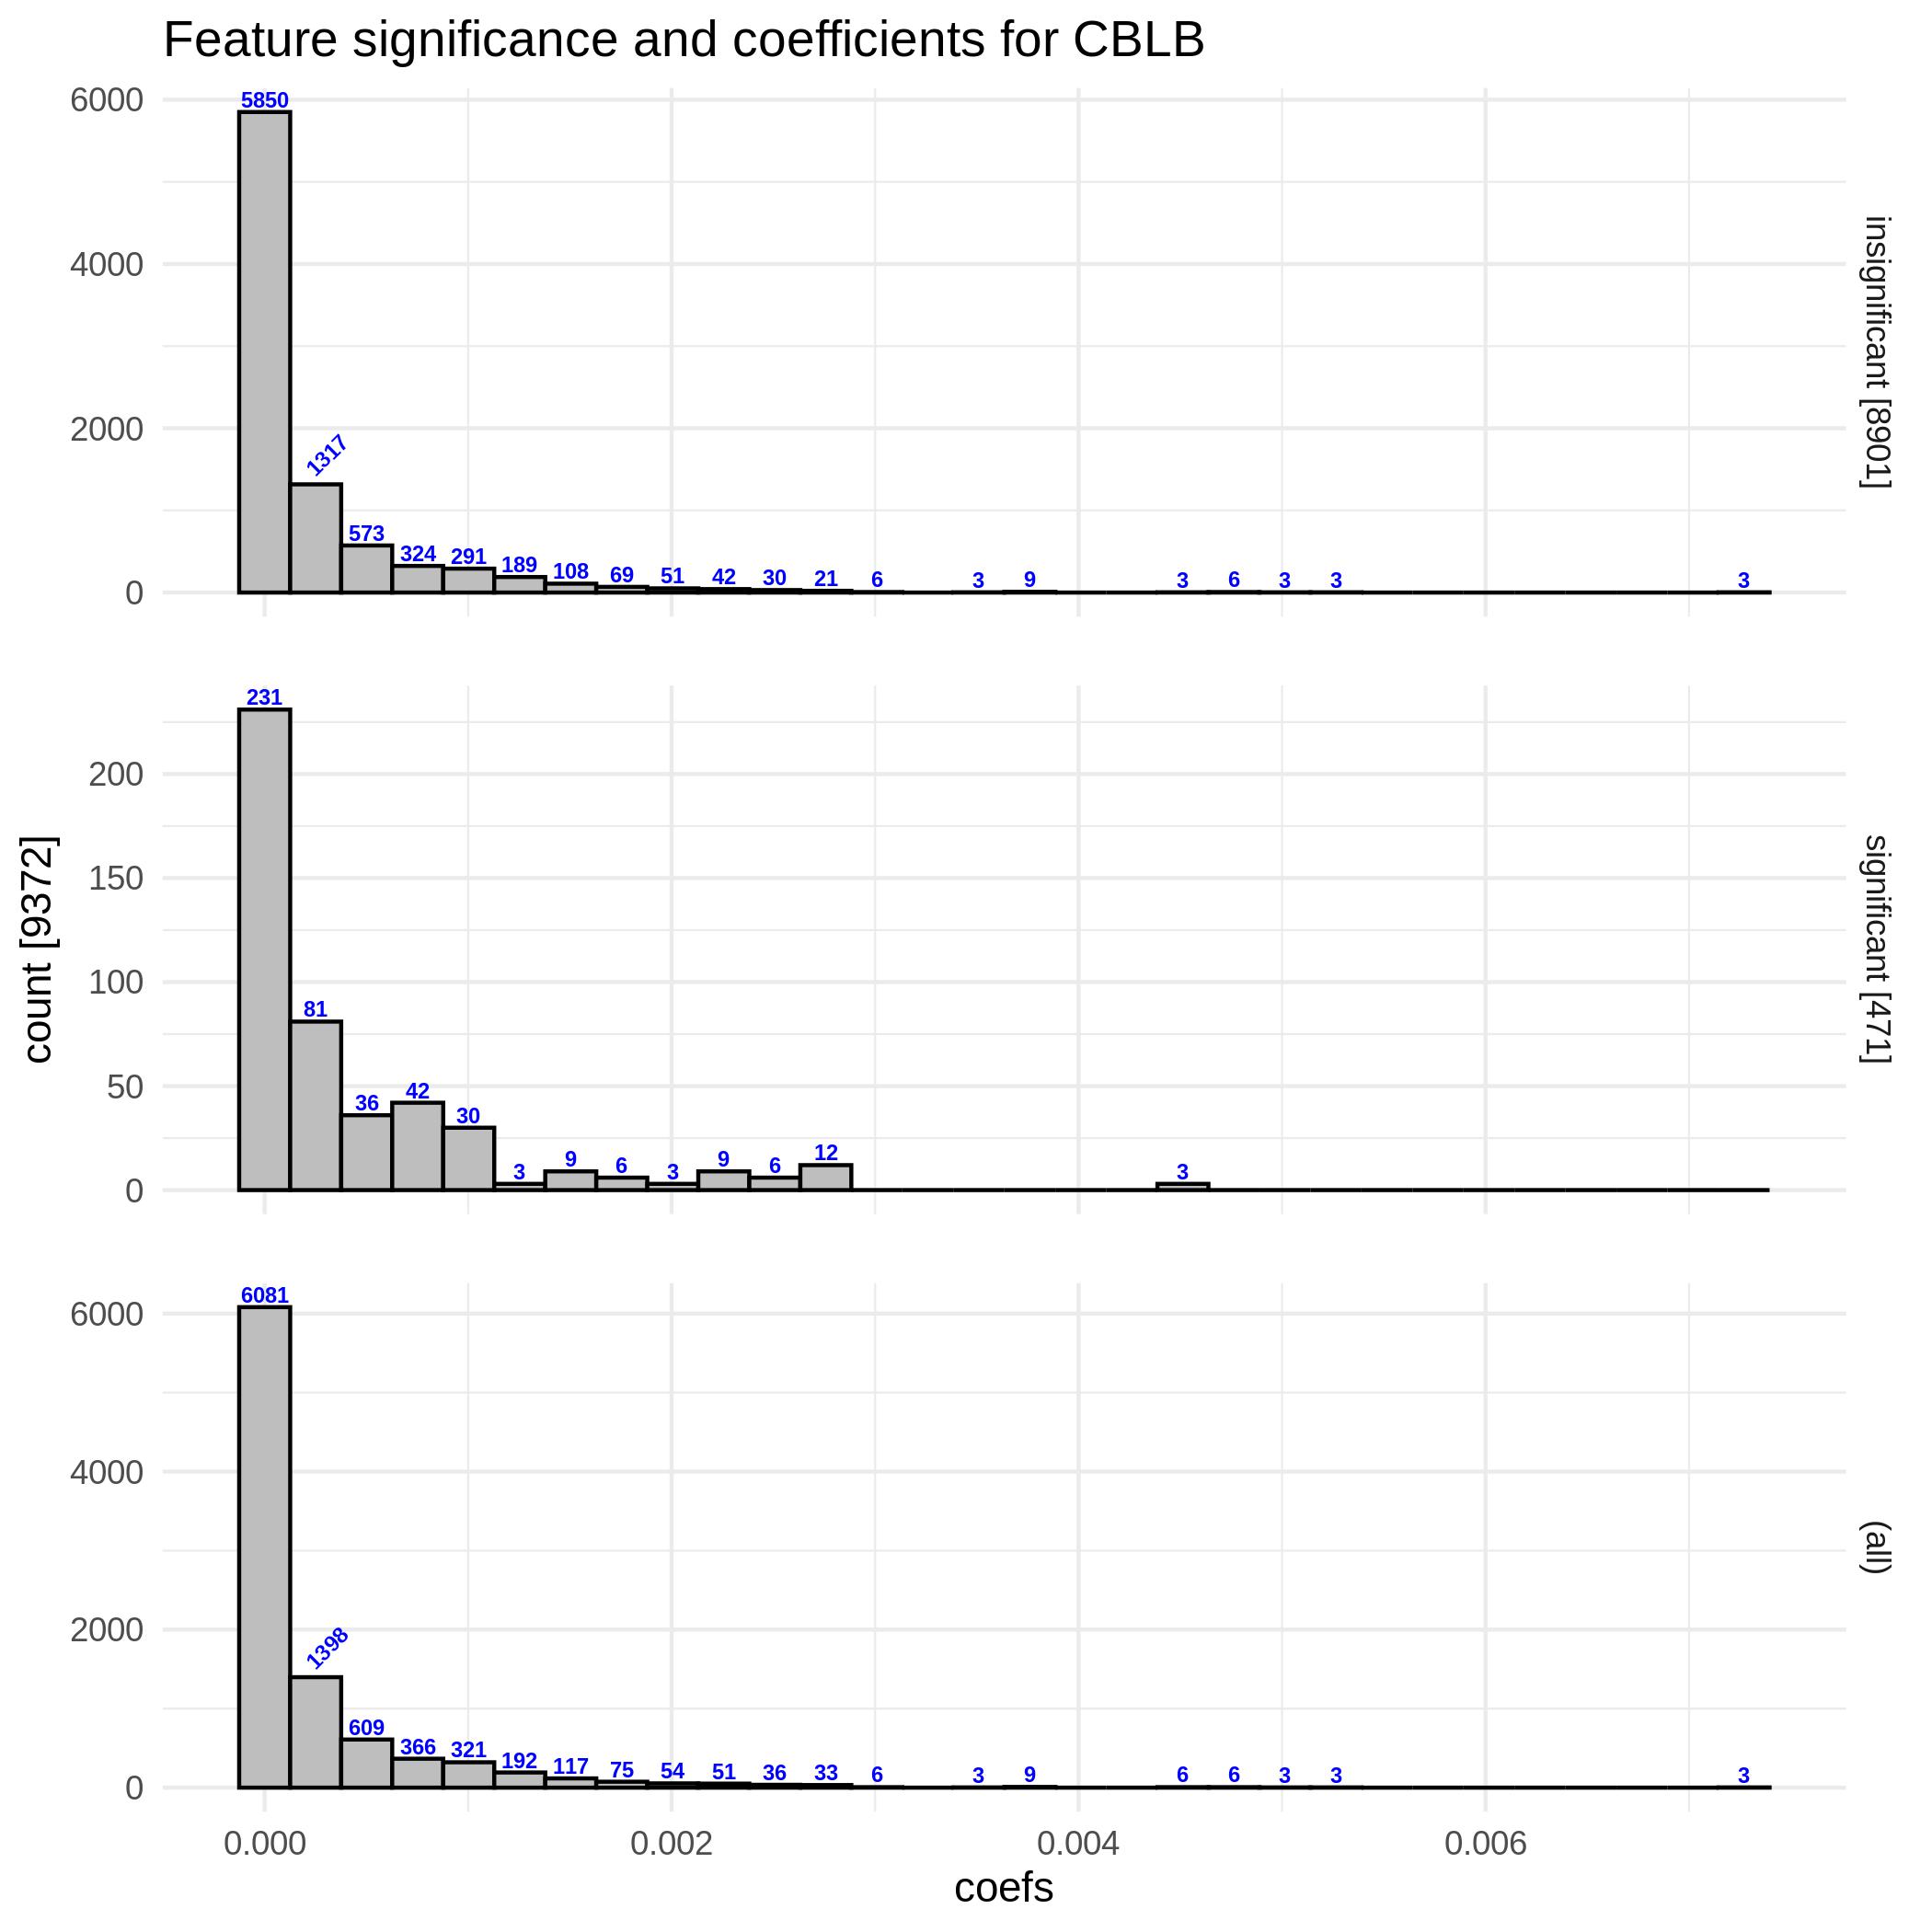 Feature significance and coefficients for CBLB
count [9372]
6000
4000
2000
0
5850
1317
573 324 291 189 108 69 51 42 30 21 6 3 9 3 6 3 3 3
insignificant [8901]
200
150
100
50
0
231
81
36 42 30 3 9 6 3 9 6 12 3
significant [471]
6000
4000
2000
0
6081
1398
609 366 321 192 117 75 54 51 36 33 6 3 9 6 6 3 3 3
(all)
0.000 0.002 0.004 0.006
coefs